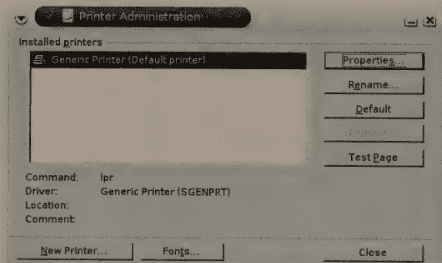 Printer Administration
Installed printers
Generic Printer (Default printer)
Properties...
Rename...
Default
Remove...
Test Page
Command: lpr
Driver: Generic Printer (SGENPRT)
Location:
Comment:
New Printer...
Fonts...
Close